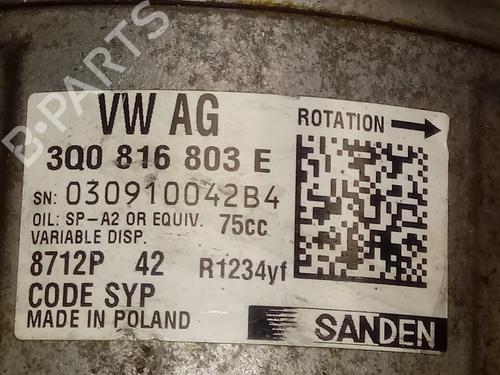 B-PARTS
VW AG
ROTATION
3Q0 816 803 E
SN: 030910042B4
OIL: SP-A2 OR EQUIV. 75cc
VARIABLE DISP.
8712P 42 R1234yf
CODE SYP
MADE IN POLAND
SANDEN